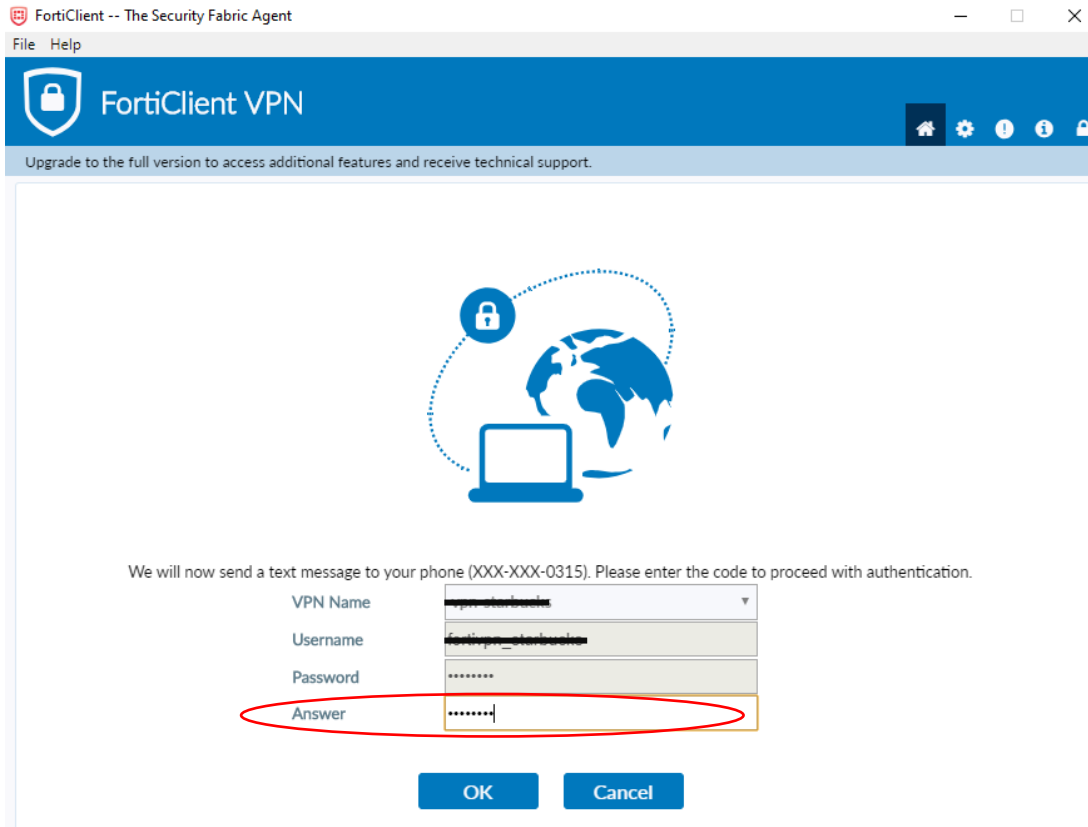 FortiClient -- The Security Fabric Agent
File Help
FortiClient VPN
Upgrade to the full version to access additional features and receive technical support.
We will now send a text message to your phone (XXX-XXX-0315). Please enter the code to proceed with authentication.
VPN Name
Username
Password ••••••••
Answer ••••••••
OK Cancel